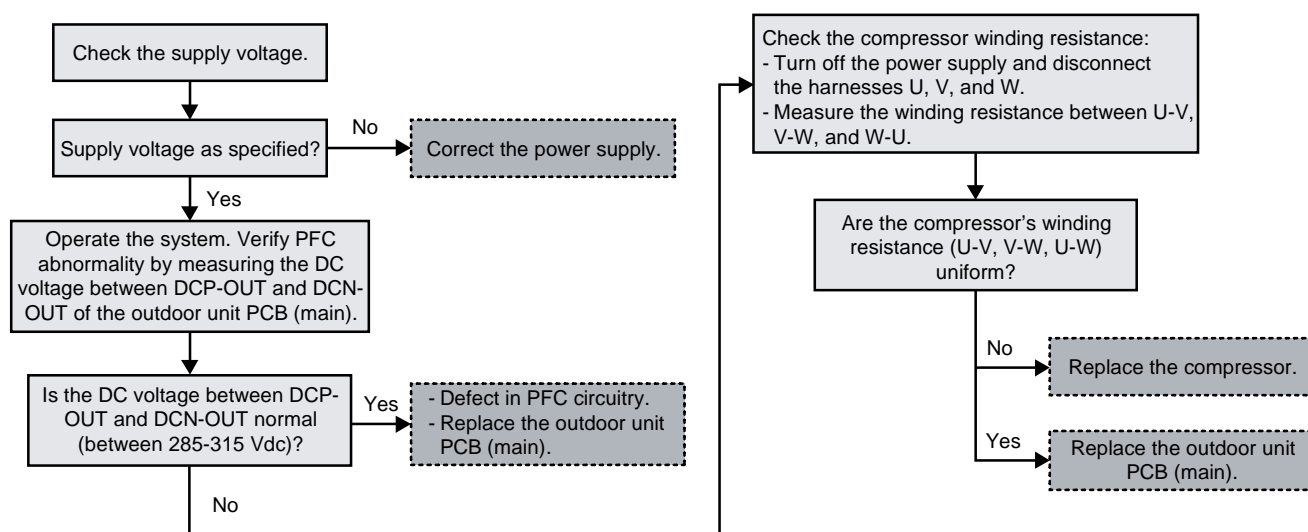 Check the supply voltage.
Supply voltage as specified?
No
Correct the power supply.
Yes
Operate the system. Verify PFC
abnormality by measuring the DC
voltage between DCP-OUT and DCN-
OUT of the outdoor unit PCB (main).
Is the DC voltage between DCP-
OUT and DCN-OUT normal
(between 285-315 Vdc)?
Yes
- Defect in PFC circuitry.
- Replace the outdoor unit
PCB (main).
No
Check the compressor winding resistance:
- Turn off the power supply and disconnect
the harnesses U, V, and W.
- Measure the winding resistance between U-V,
V-W, and W-U.
Are the compressor's winding
resistance (U-V, V-W, U-W)
uniform?
No
Replace the compressor.
Yes
Replace the outdoor unit
PCB (main).